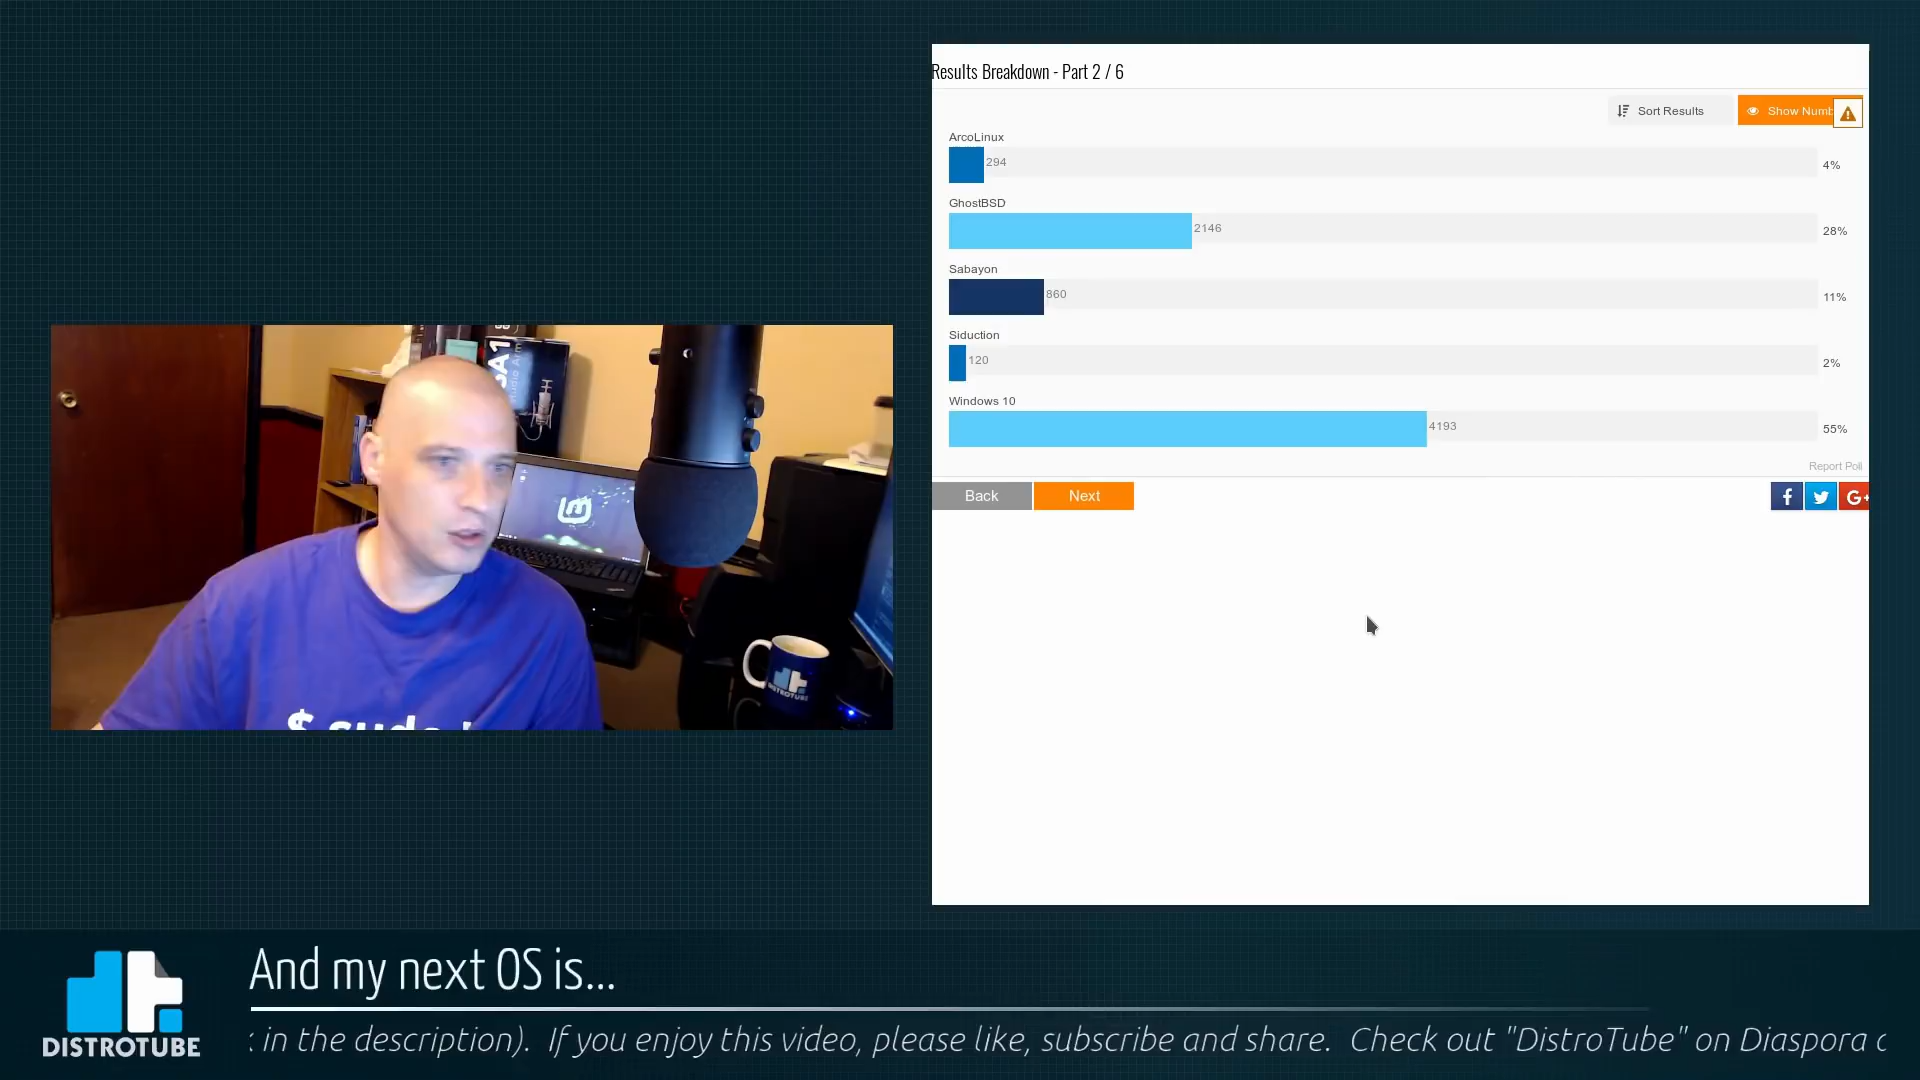 Results Breakdown - Part 2 / 6
Sort Results
Show Numb
ArcoLinux
294
4%
GhostBSD
2146
28%
Sabayon
860
11%
Siduction
120
2%
Windows 10
4193
55%
Report Poll
Back
Next
G+
$ sudo
DISTROTUBE
And my next OS is...
in the description). If you enjoy this video, please like, subscribe and share. Check out "DistroTube" on Diaspora
DISTROTUBE